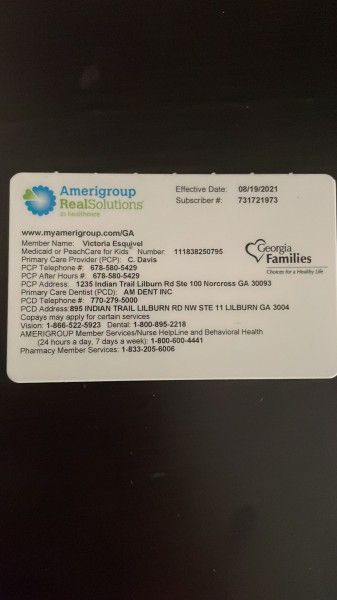 Amerigroup
RealSolutions
in healthcare
Effective Date: 08/19/2021
Subscriber #: 731721973
www.myamerigroup.com/GA
Member Name: Victoria Esquivel
Medicaid or PeachCare for Kids Number: 111838250795
Primary Care Provider (PCP): C. Davis
PCP Telephone #: 678-580-5429
PCP After Hours #: 678-580-5429
PCP Address: 1235 Indian Trail Lilburn Rd Ste 100 Norcross GA 30093
Primary Care Dentist (PCD): AM DENT INC
PCD Telephone #: 770-279-5000
PCD Address:895 INDIAN TRAIL LILBURN RD NW STE 11 LILBURN GA 3004
Copays may apply for certain services
Vision: 1-866-522-5923 Dental: 1-800-895-2218
AMERIGROUP Member Services/Nurse HelpLine and Behavioral Health
(24 hours a day, 7 days a week): 1-800-600-4441
Pharmacy Member Services: 1-833-205-6006
Georgia
Families
Choices for a Healthy Life